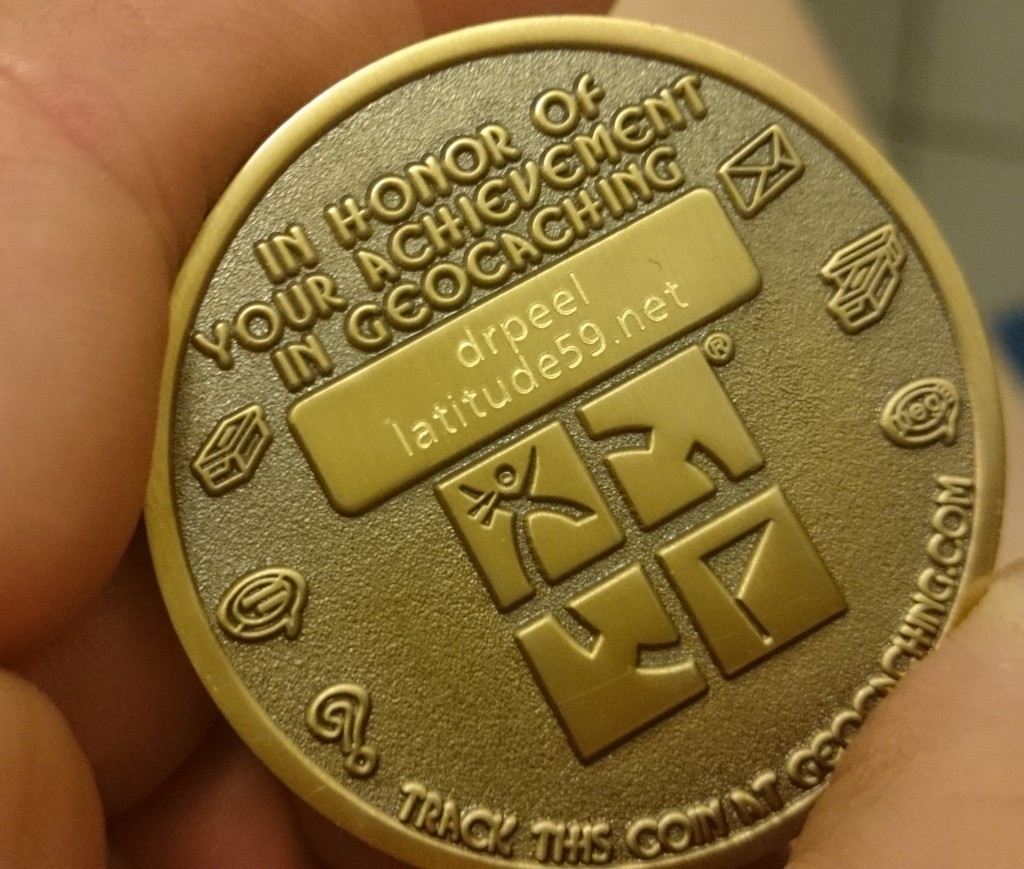 IN HONOR OF
YOUR ACHIEVEMENT
IN GEOCACHING
drpeel
latitude59.net
®
TRACK THIS COIN AT GEOCACHING.COM